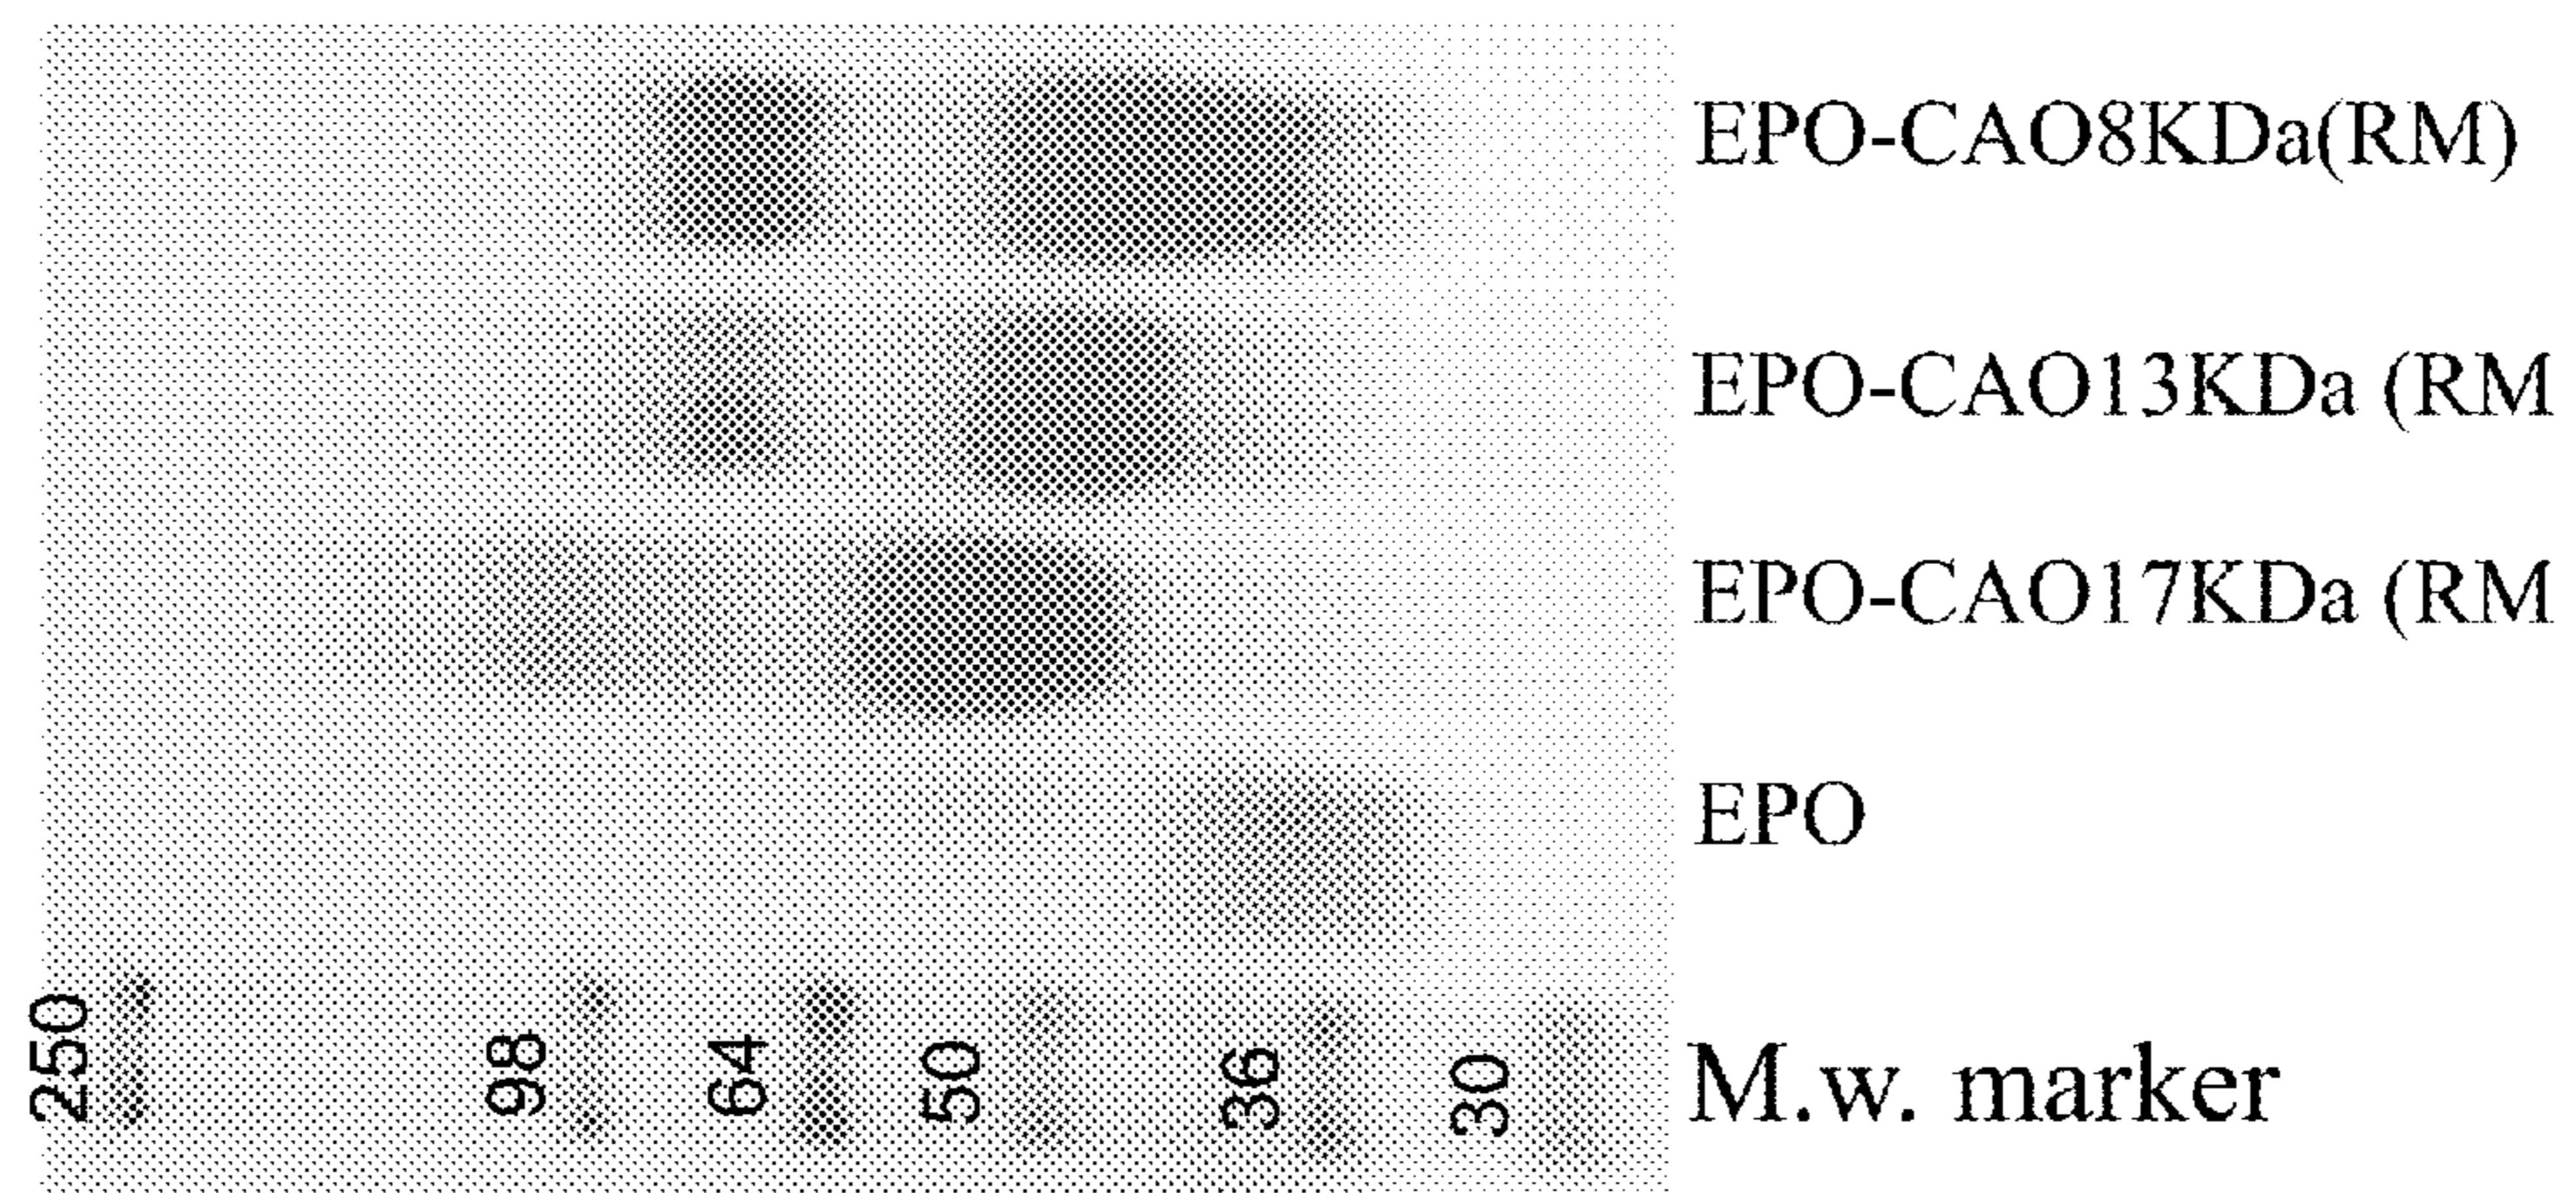 EPO-CAO8KDa(RM)
EPO-CAO13KDa (RM
EPO-CAO17KDa (RM
EPO
250 98 64 50 36 30 M.w. marker